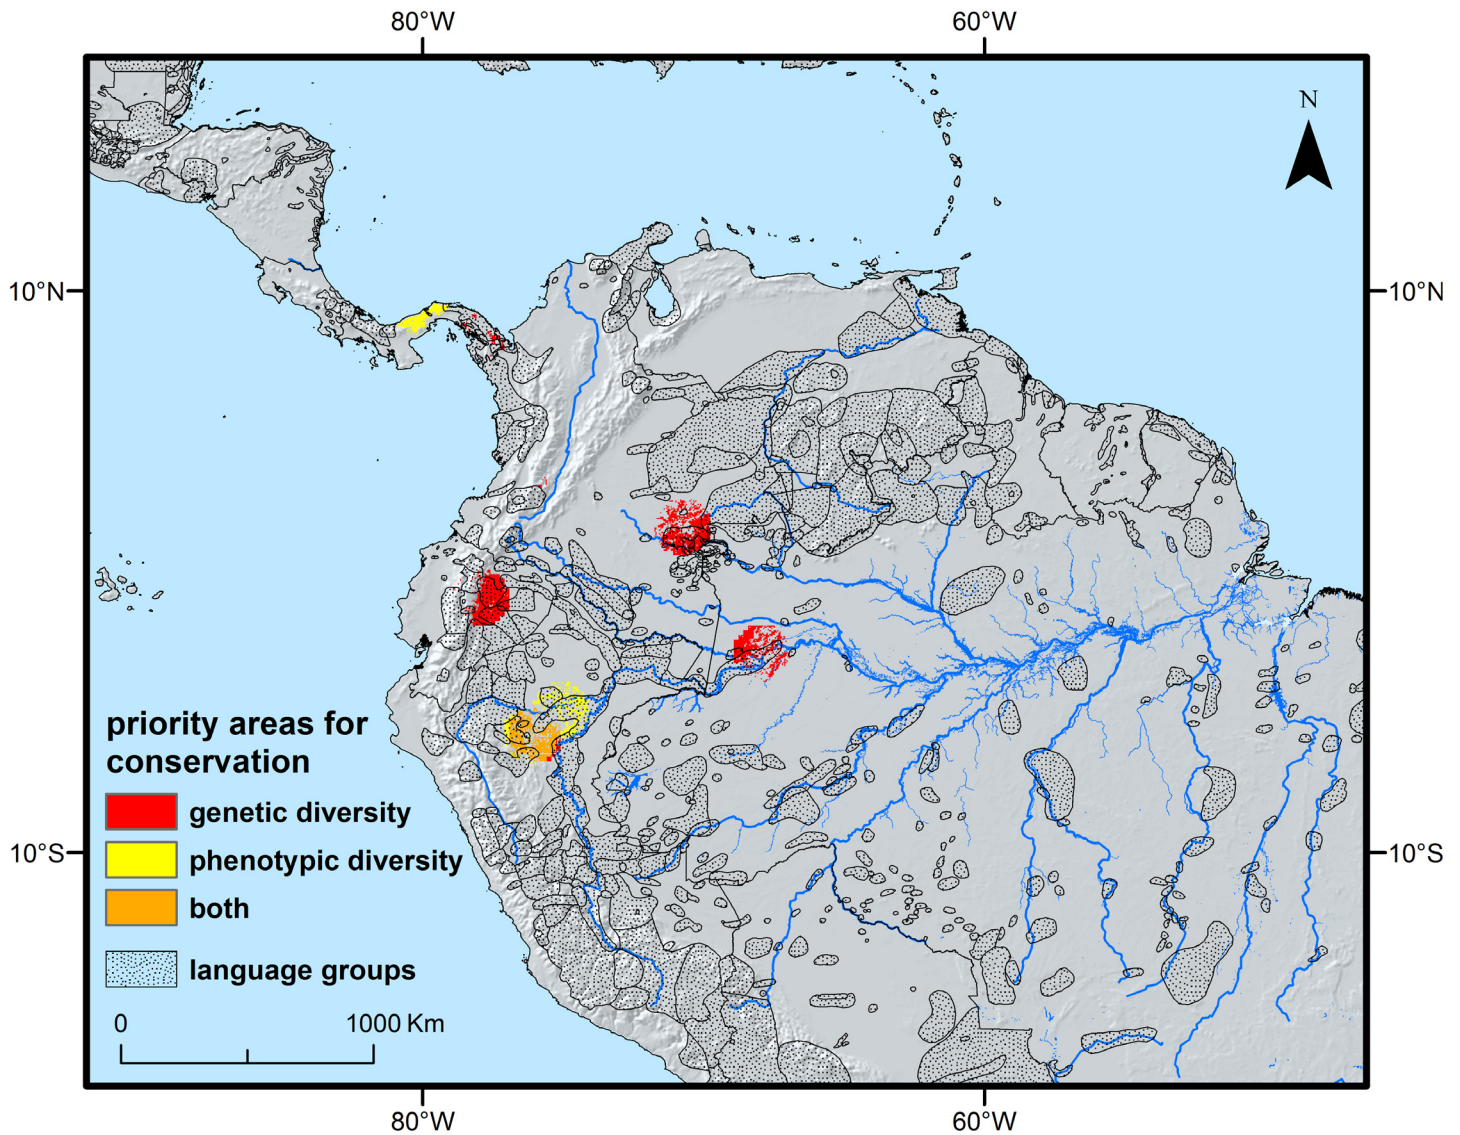 80°W
60°W
N
10°N
10°N
priority areas for
conservation
genetic diversity
phenotypic diversity
both
language groups
10°S
10°S
0
1000 Km
80°W
60°W